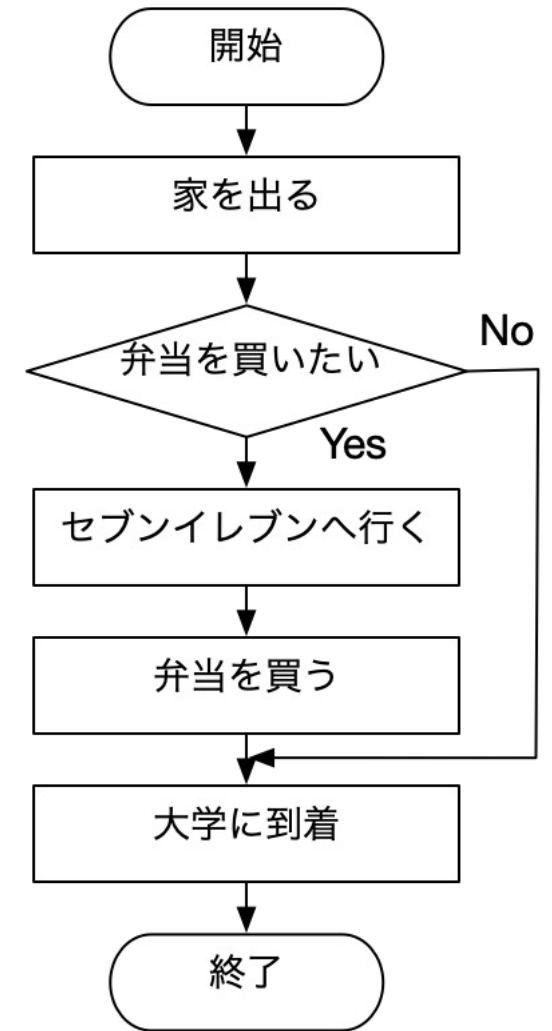 開始
家を出る
弁当を買いたい
No
Yes
セブンイレブンへ行く
弁当を買う
大学に到着
終了